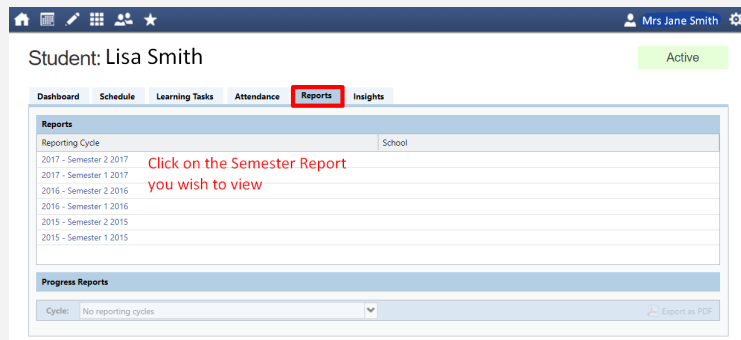 Mrs Jane Smith
Student: Lisa Smith
Active
Dashboard Schedule Learning Tasks Attendance Reports Insights
Reports
Reporting Cycle School
2017 - Semester 2 2017
2017 - Semester 1 2017
2016 - Semester 2 2016
2016 - Semester 1 2016
2015 - Semester 2 2015
2015 - Semester 1 2015
Click on the Semester Report
you wish to view
Progress Reports
Cycle: No reporting cycles Export as PDF